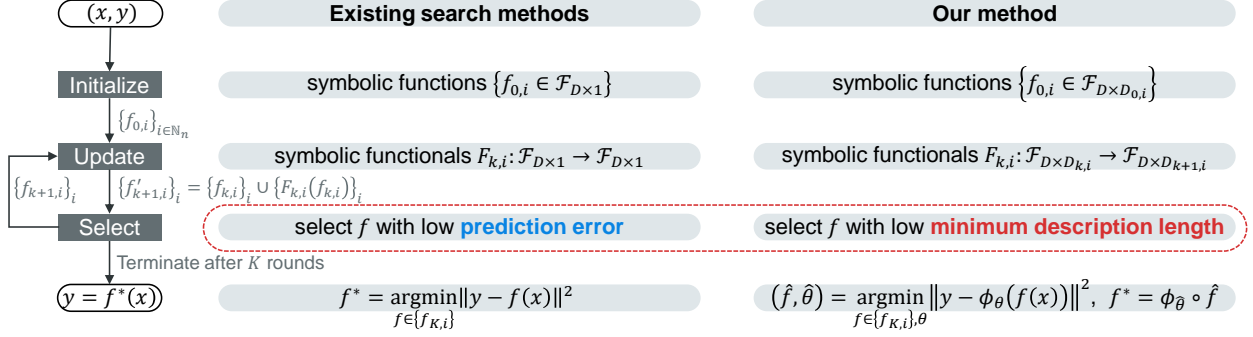 (x, y) Existing search methods Our method
Initialize symbolic functions {f_{0,i} ∈ ℱ_{D×1}} symbolic functions {f_{0,i} ∈ ℱ_{D×D_{0,i}}}
{f_{0,i}}_{i∈ℕ_n}
Update symbolic functionals F_{k,i}: ℱ_{D×1} → ℱ_{D×1} symbolic functionals F_{k,i}: ℱ_{D×D_{k,i}} → ℱ_{D×D_{k+1,i}}
{f_{k+1,i}}_i {f'_{k+1,i}}_i = {f_{k,i}}_i ∪ {F_{k,i}(f_{k,i})}_i
Select select f with low prediction error select f with low minimum description length
Terminate after K rounds
y = f*(x) f* = argmin_{f∈{f_{K,i}}} ‖y − f(x)‖² (f̂, θ̂) = argmin_{f∈{f_{K,i}},θ} ‖y − ϕ_θ(f(x))‖², f* = ϕ_θ̂ ∘ f̂